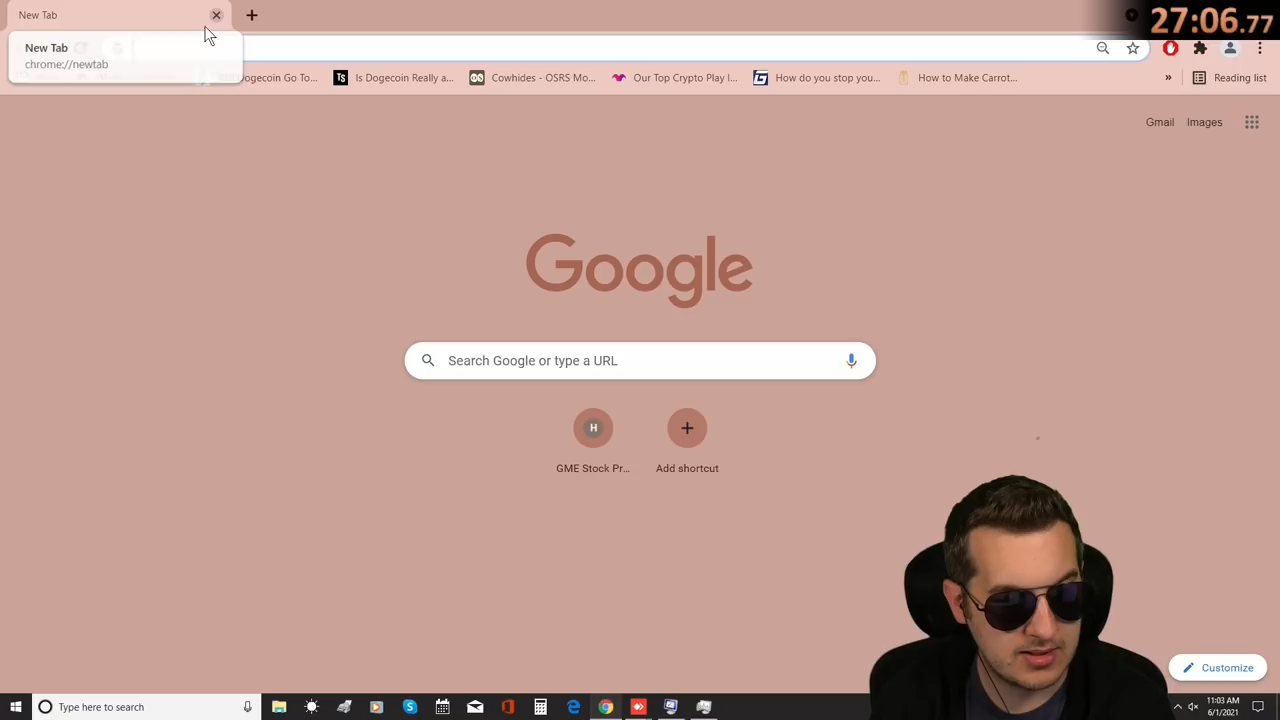 New Tab
27:06.77
New Tab
chrome://newtab
Dogecoin Go To...
TS
Is Dogecoin Really a...
Cowhides - OSRS Mo...
Our Top Crypto Play I...
How do you stop you...
How to Make Carrot...
»
Reading list
Gmail
Images
Google
Search Google or type a URL
H
GME Stock Pr...
Add shortcut
Customize
Type here to search
11:03 AM
6/1/2021